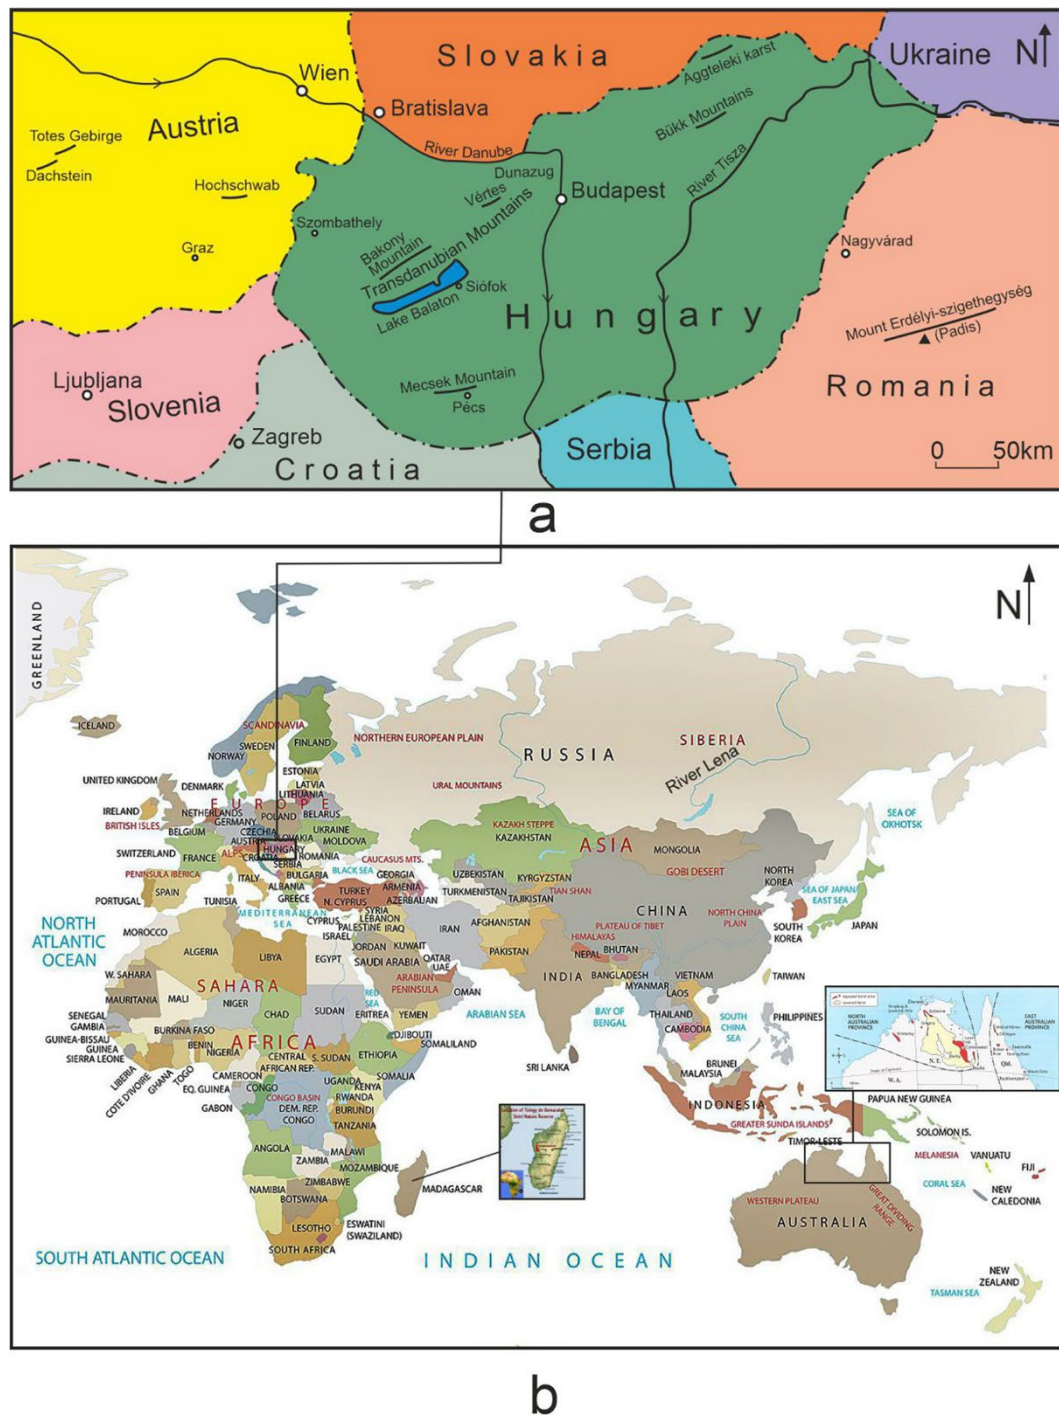 Slovakia
Ukraine N
Wien
Aggteleki karst
Bratislava
Bükk Mountains
Austria
Totes Gebirge
River Danube
River Tisza
Dachstein
Dunazug
Hochschwab
Vértes
Budapest
Szombathely
Bakony
Mountain
Transdanubian Mountains
Graz
Nagyvárad
Siófok
Lake Balaton
Hungary
Mount Erdélyi-szigethegység
(Padis)
Ljubljana
Mecsek Mountain
Romania
Slovenia
Pécs
Zagreb
Serbia
Croatia
0 50km
a
N
GREENLAND
ICELAND
SCANDINAVIA
FINLAND
NORWAY
SWEDEN
NORTHERN EUROPEAN PLAIN
RUSSIA
SIBERIA
River Lena
ESTONIA
LATVIA
LITHUANIA
UNITED KINGDOM
DENMARK
URAL MOUNTAINS
EUROPE
IRELAND
NETHERLANDS
POLAND
BELARUS
BRITISH ISLES
GERMANY
BELGIUM
CZECHIA
SLOVAKIA
UKRAINE
MOLDOVA
AUSTRIA
HUNGARY
SWITZERLAND
FRANCE
ALPS
CROATIA
ROMANIA
SERBIA
BULGARIA
KAZAKH STEPPE
KAZAKHSTAN
ASIA
MONGOLIA
SEA OF
OKHOTSK
PENINSULA IBERICA
ITALY
BLACK SEA
CAUCASUS MTS.
GEORGIA
UZBEKISTAN
KYRGYZSTAN
GOBI DESERT
NORTH
KOREA
SPAIN
ALBANIA
GREECE
TURKEY
ARMENIA
AZERBAIJAN
TURKMENISTAN
TIAN SHAN
TAJIKISTAN
SEA OF JAPAN/
EAST SEA
PORTUGAL
TUNISIA
N. CYPRUS
MEDITERRANEAN
SEA
CYPRUS
SYRIA
LEBANON
PALESTINE
IRAQ
ISRAEL
IRAN
AFGHANISTAN
CHINA
NORTH CHINA
PLAIN
SOUTH
KOREA
JAPAN
NORTH
ATLANTIC
OCEAN
MOROCCO
PLATEAU OF TIBET
HIMALAYAS
ALGERIA
LIBYA
EGYPT
JORDAN
KUWAIT
PAKISTAN
NEPAL
BHUTAN
SAUDI ARABIA
QATAR
UAE
W. SAHARA
SAHARA
ARABIAN
PENINSULA
OMAN
INDIA
BANGLADESH
MYANMAR
VIETNAM
LAOS
TAIWAN
MAURITANIA
MALI
NIGER
RED
SEA
SENEGAL
GAMBIA
CHAD
SUDAN
ERITREA
YEMEN
ARABIAN SEA
BAY OF
BENGAL
THAILAND
SOUTH
CHINA
SEA
PHILIPPINES
CAMBODIA
GUINEA-BISSAU
GUINEA
SIERRA LEONE
BURKINA FASO
BENIN
NIGERIA
AFRICA
DJIBOUTI
SOMALILAND
LIBERIA
COTE D'IVOIRE
GHANA
TOGO
CENTRAL
AFRICAN REP.
S. SUDAN
ETHIOPIA
SRI LANKA
CAMEROON
EQ. GUINEA
SOMALIA
BRUNEI
MALAYSIA
GABON
CONGO
CONGO BASIN
DEM. REP.
CONGO
UGANDA
KENYA
RWANDA
BURUNDI
TANZANIA
INDONESIA
GREATER SUNDA ISLANDS
TIMOR-LESTE
PAPUA NEW GUINEA
SOLOMON IS.
NORTH
AUSTRALIAN
PROVINCE
EAST
AUSTRALIAN
PROVINCE
N.T.
W. A.
ANGOLA
MALAWI
ZAMBIA
MOZAMBIQUE
ZIMBABWE
NAMIBIA
BOTSWANA
MADAGASCAR
MELANESIA
VANUATU
FIJI
CORAL SEA
NEW
CALEDONIA
LESOTHO
SOUTH AFRICA
ESWATINI
(SWAZILAND)
WESTERN PLATEAU
GREAT DIVIDING
RANGE
AUSTRALIA
SOUTH ATLANTIC OCEAN
INDIAN OCEAN
NEW
ZEALAND
TASMAN SEA
b